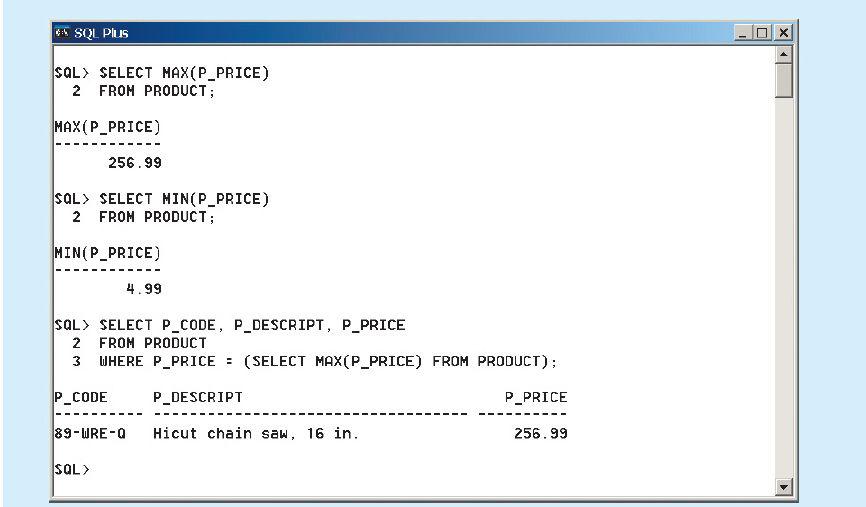 SQL Plus
SQL> SELECT MAX(P_PRICE)
2 FROM PRODUCT;
MAX(P_PRICE)
------------
256.99
SQL> SELECT MIN(P_PRICE)
2 FROM PRODUCT;
MIN(P_PRICE)
------------
4.99
SQL> SELECT P_CODE, P_DESCRIPT, P_PRICE
2 FROM PRODUCT
3 WHERE P_PRICE = (SELECT MAX(P_PRICE) FROM PRODUCT);
P_CODE P_DESCRIPT P_PRICE
---------- ----------------------------------- ----------
89-WRE-Q Hicut chain saw, 16 in. 256.99
SQL>